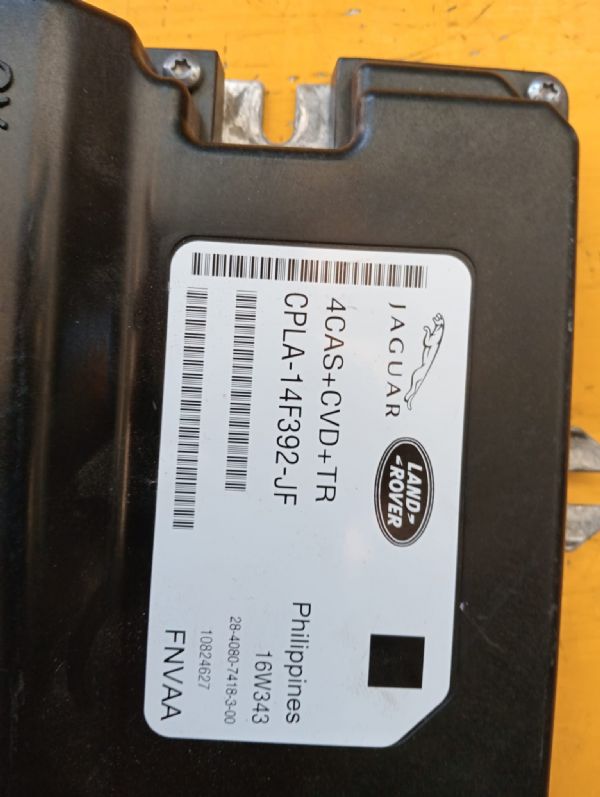 JAGUAR
LAND-
-ROVER
4CAS+CVD+TR
CPLA-14F392-JF
Philippines
16W343
28-4080-7418-3-00
10824627
FNVAA